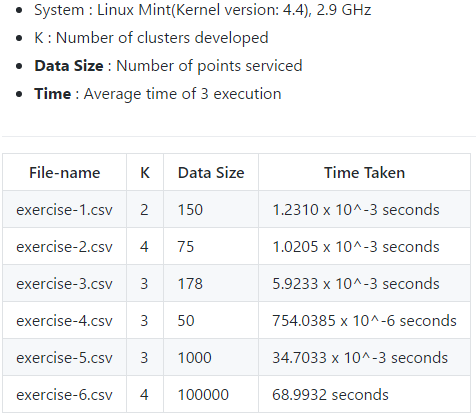 System : Linux Mint(Kernel version: 4.4), 2.9 GHz
K : Number of clusters developed
Data Size : Number of points serviced
Time : Average time of 3 execution
File-name K Data Size Time Taken
exercise-1.csv 2 150 1.2310 x 10^-3 seconds
exercise-2.csv 4 75 1.0205 x 10^-3 seconds
exercise-3.csv 3 178 5.9233 x 10^-3 seconds
exercise-4.csv 3 50 754.0385 x 10^-6 seconds
exercise-5.csv 3 1000 34.7033 x 10^-3 seconds
exercise-6.csv 4 100000 68.9932 seconds